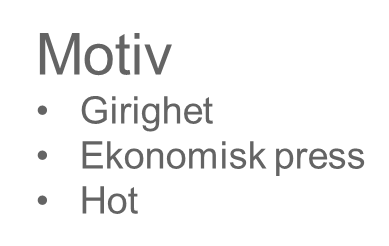 Motiv
• Girighet
• Ekonomisk press
• Hot